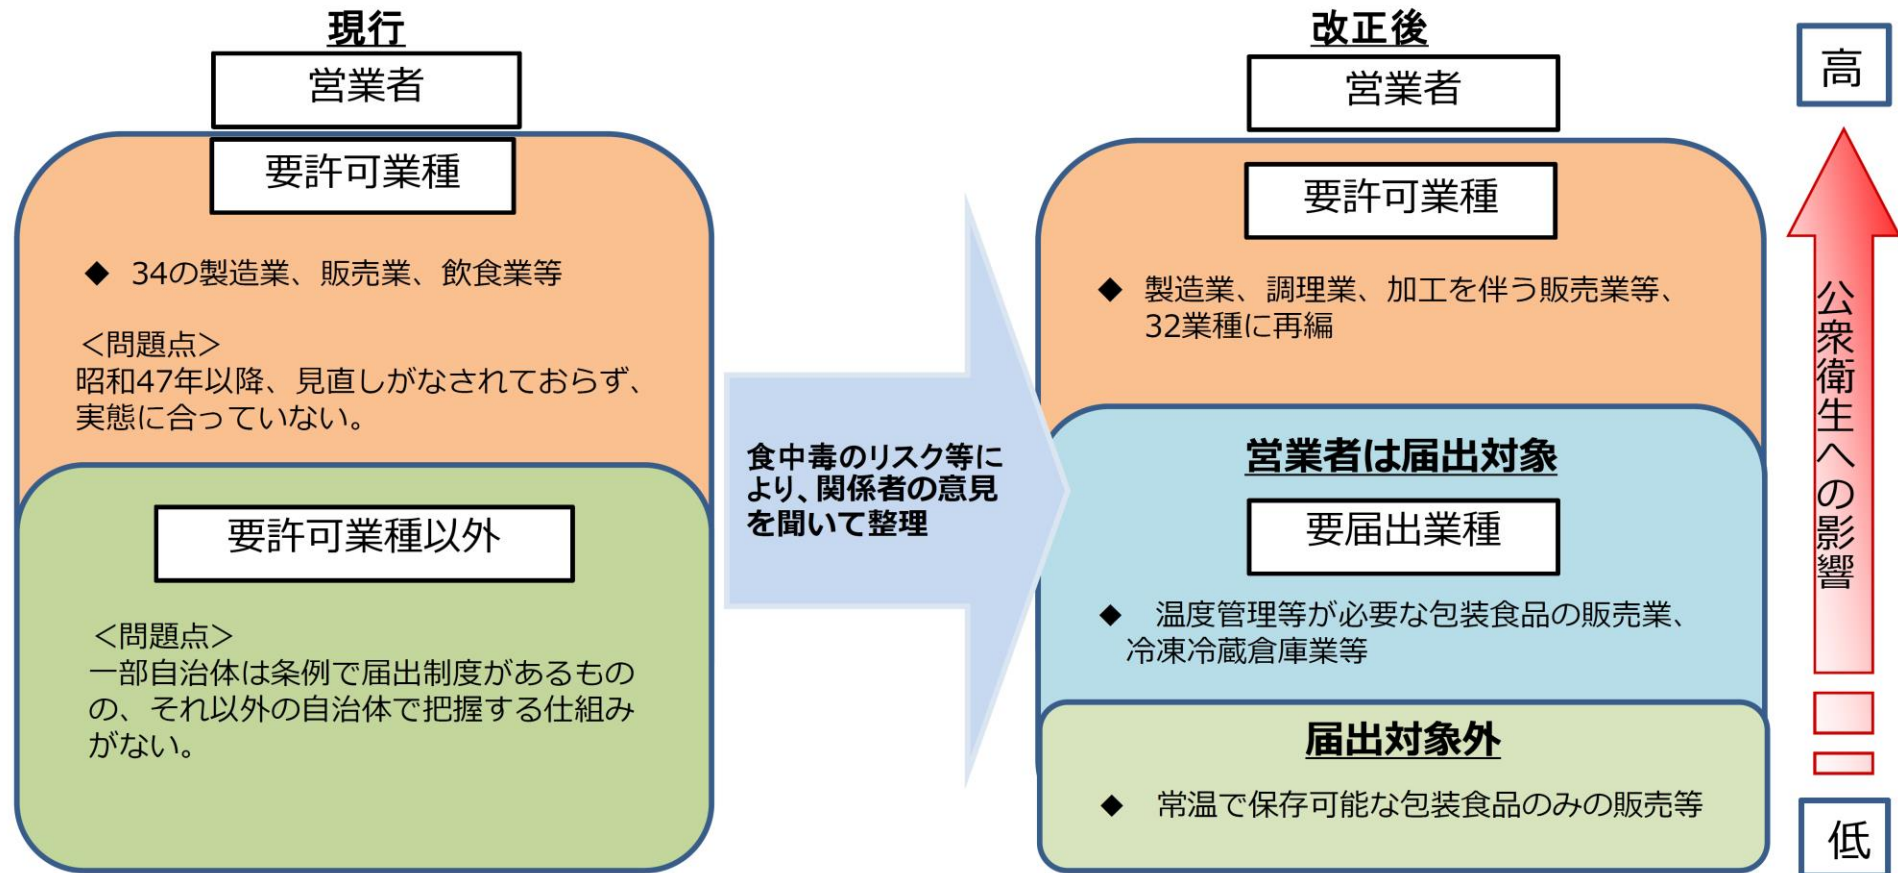 現行
営業者
要許可業種
◆ 34の製造業、販売業、飲食業等
＜問題点＞
昭和47年以降、見直しがなされておらず、
実態に合っていない。
要許可業種以外
＜問題点＞
一部自治体は条例で届出制度があるもの
の、それ以外の自治体で把握する仕組み
がない。
食中毒のリスク等に
より、関係者の意見
を聞いて整理
改正後
営業者
要許可業種
◆ 製造業、調理業、加工を伴う販売業等、
32業種に再編
営業者は届出対象
要届出業種
◆ 温度管理等が必要な包装食品の販売業、
冷凍冷蔵倉庫業等
届出対象外
◆ 常温で保存可能な包装食品のみの販売等
高
公衆衛生への影響
低